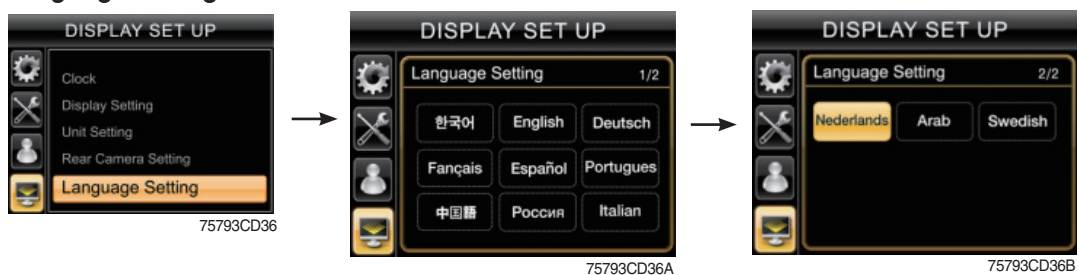 DISPLAY SET UP
Clock
Display Setting
Unit Setting
Rear Camera Setting
Language Setting
75793CD36
DISPLAY SET UP
Language Setting 1/2
한국어 English Deutsch
Fançais Español Portugues
中国語 Россия Italian
75793CD36A
DISPLAY SET UP
Language Setting 2/2
Nederlands Arab Swedish
75793CD36B